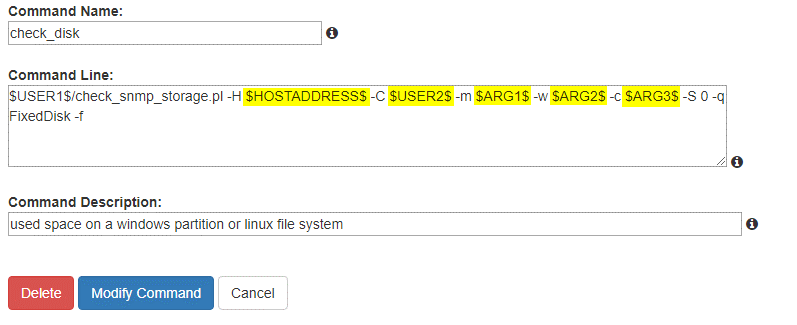 Command Name:
check_disk
Command Line:
$USER1$/check_snmp_storage.pl -H $HOSTADDRESS$ -C $USER2$ -m $ARG1$ -w $ARG2$ -c $ARG3$ -S 0 -q
FixedDisk -f
Command Description:
used space on a windows partition or linux file system
Delete Modify Command Cancel